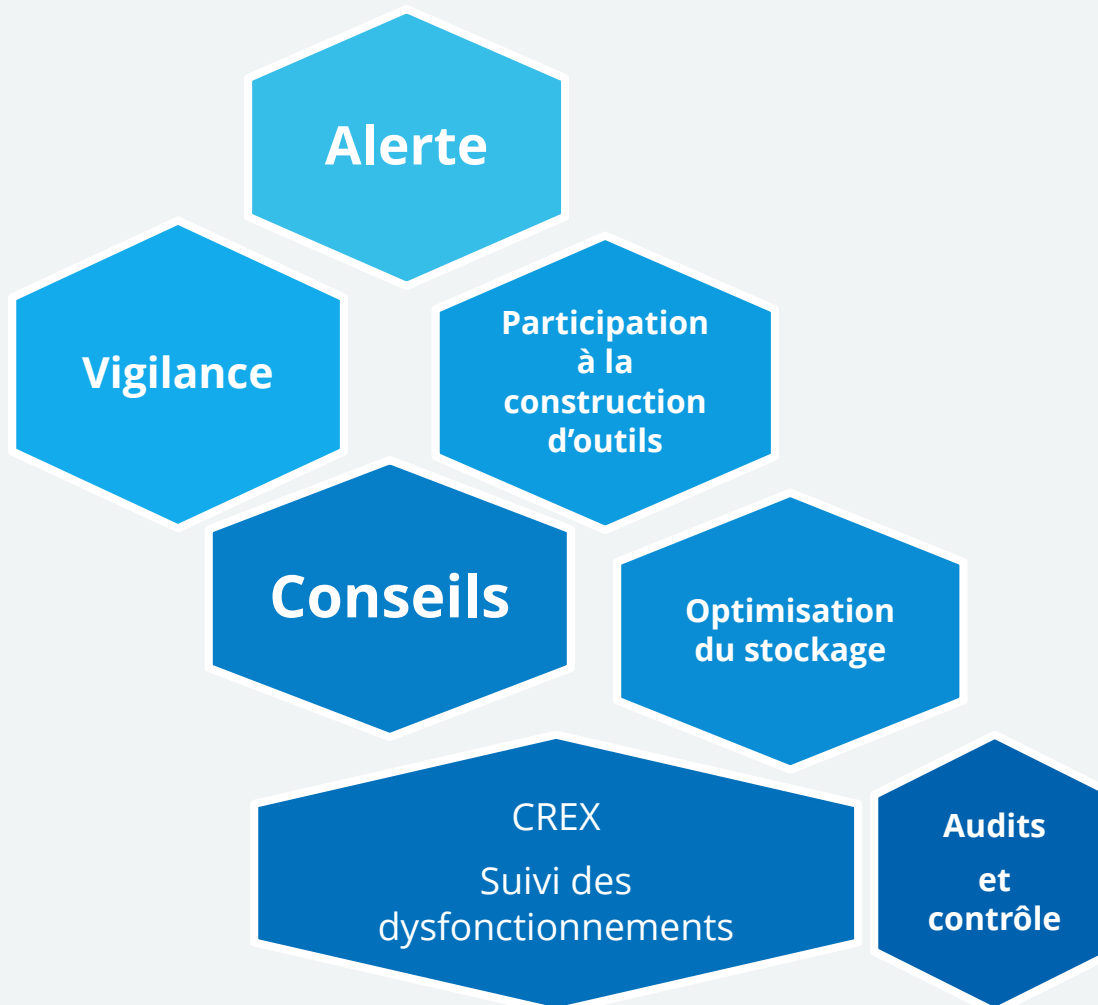 Alerte
Vigilance
Participation
à la
construction
d’outils
Conseils
Optimisation
du stockage
CREX
Suivi des
dysfonctionnements
Audits
et
contrôle